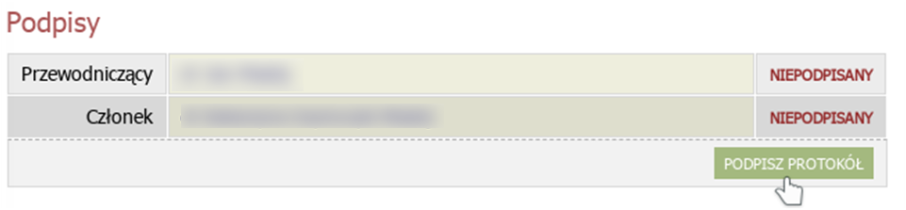 Podpisy
Przewodniczący NIEPODPISANY
Członek NIEPODPISANY
PODPISZ PROTOKÓŁ